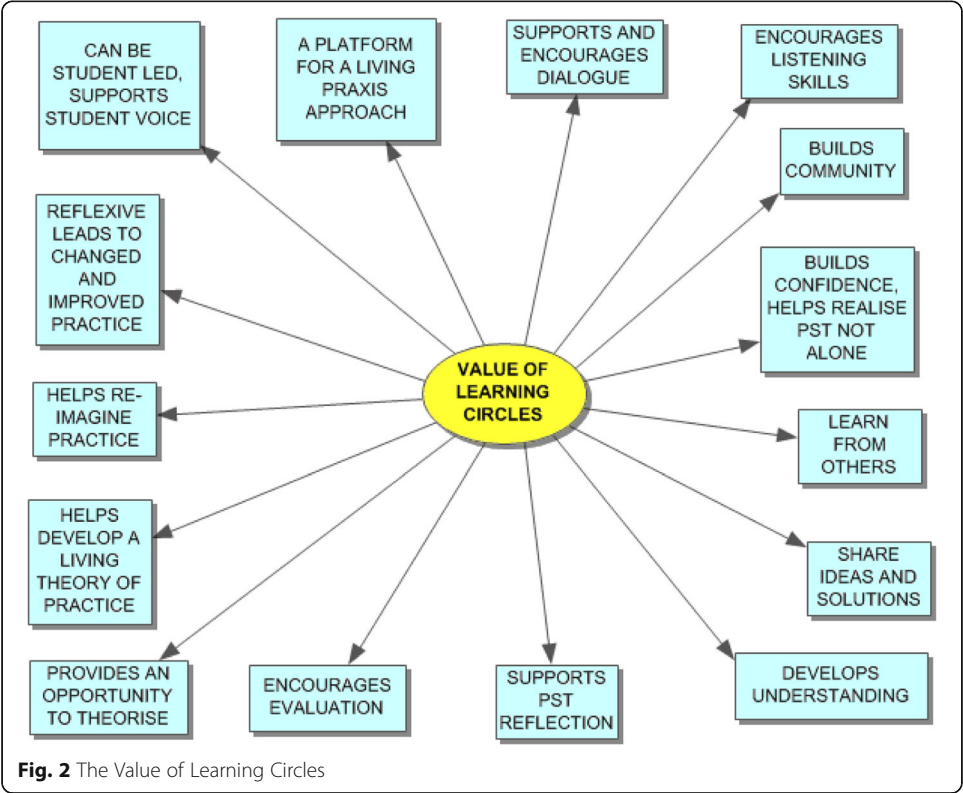 CAN BE
STUDENT LED,
SUPPORTS
STUDENT VOICE
A PLATFORM
FOR A LIVING
PRAXIS
APPROACH
SUPPORTS AND
ENCOURAGES
DIALOGUE
ENCOURAGES
LISTENING
SKILLS
BUILDS
COMMUNITY
REFLEXIVE
LEADS TO
CHANGED
AND
IMPROVED
PRACTICE
BUILDS
CONFIDENCE,
HELPS REALISE
PST NOT
ALONE
VALUE OF
LEARNING
CIRCLES
HELPS RE-
IMAGINE
PRACTICE
LEARN
FROM
OTHERS
HELPS
DEVELOP A
LIVING
THEORY OF
PRACTICE
SHARE
IDEAS AND
SOLUTIONS
PROVIDES AN
OPPORTUNITY
TO THEORISE
ENCOURAGES
EVALUATION
SUPPORTS
PST
REFLECTION
DEVELOPS
UNDERSTANDING
Fig. 2 The Value of Learning Circles